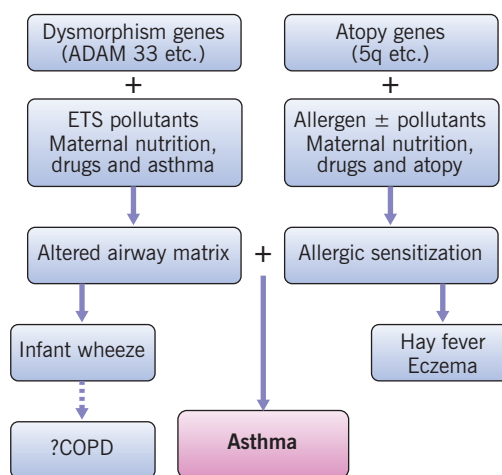 Dysmorphism genes
(ADAM 33 etc.)
Atopy genes
(5q etc.)
+
+
ETS pollutants
Maternal nutrition,
drugs and asthma
Allergen ± pollutants
Maternal nutrition,
drugs and atopy
Altered airway matrix
+
Allergic sensitization
Infant wheeze
Hay fever
Eczema
?COPD
Asthma